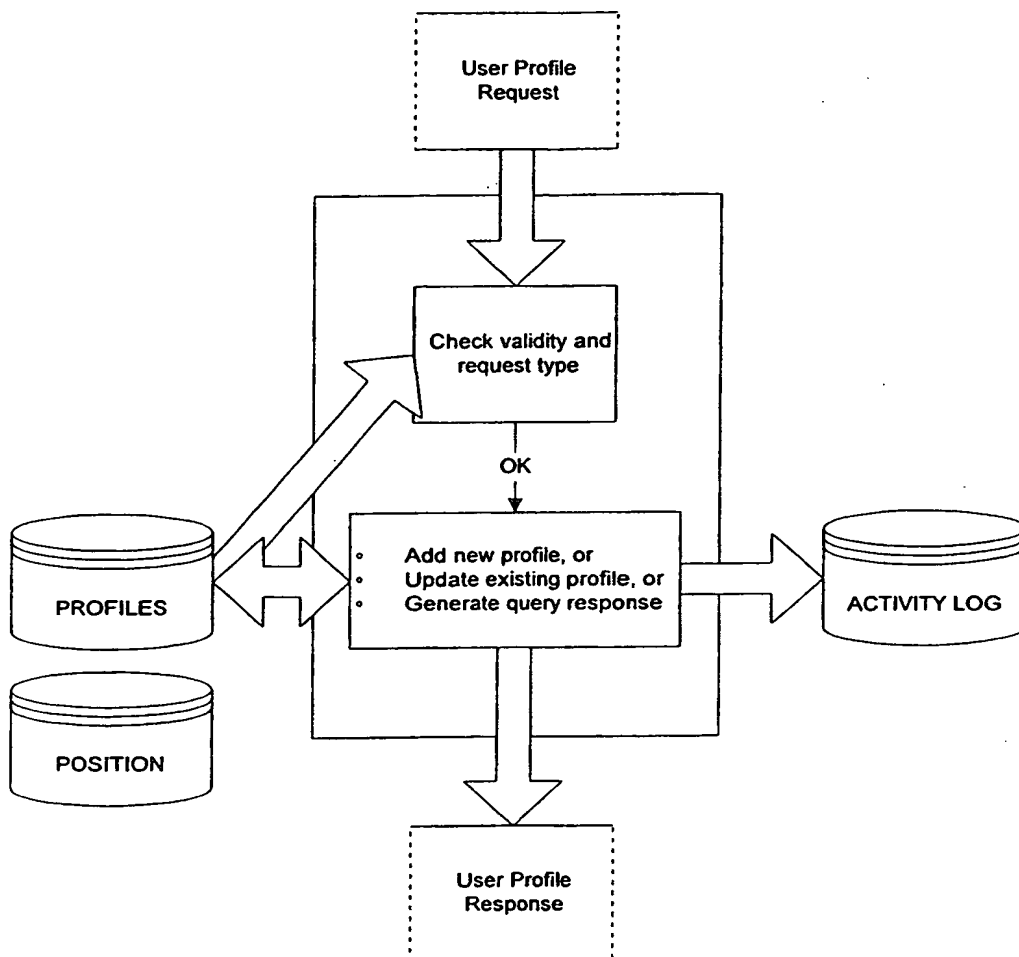 User Profile
Request
Check validity and
request type
OK
Add new profile, or
Update existing profile, or
Generate query response
PROFILES
ACTIVITY LOG
POSITION
User Profile
Response